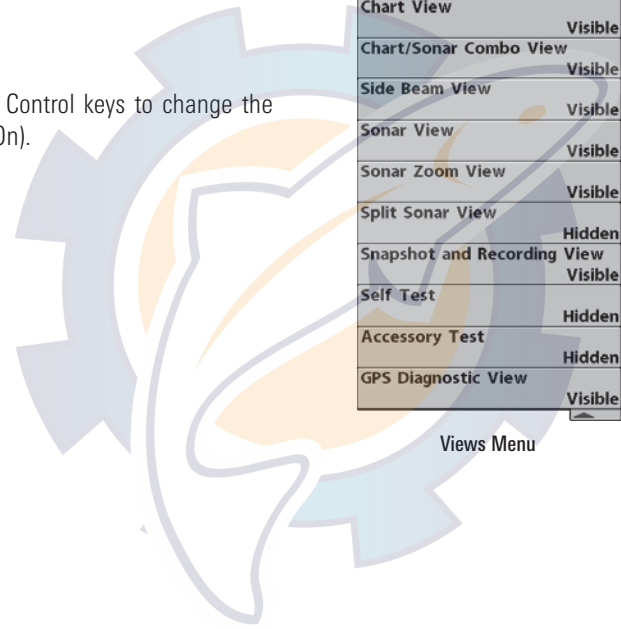 Control keys to change the
On).
Chart View
Visible
Chart/Sonar Combo View
Visible
Side Beam View
Visible
Sonar View
Visible
Sonar Zoom View
Visible
Split Sonar View
Hidden
Snapshot and Recording View
Visible
Self Test
Hidden
Accessory Test
Hidden
GPS Diagnostic View
Visible
Views Menu